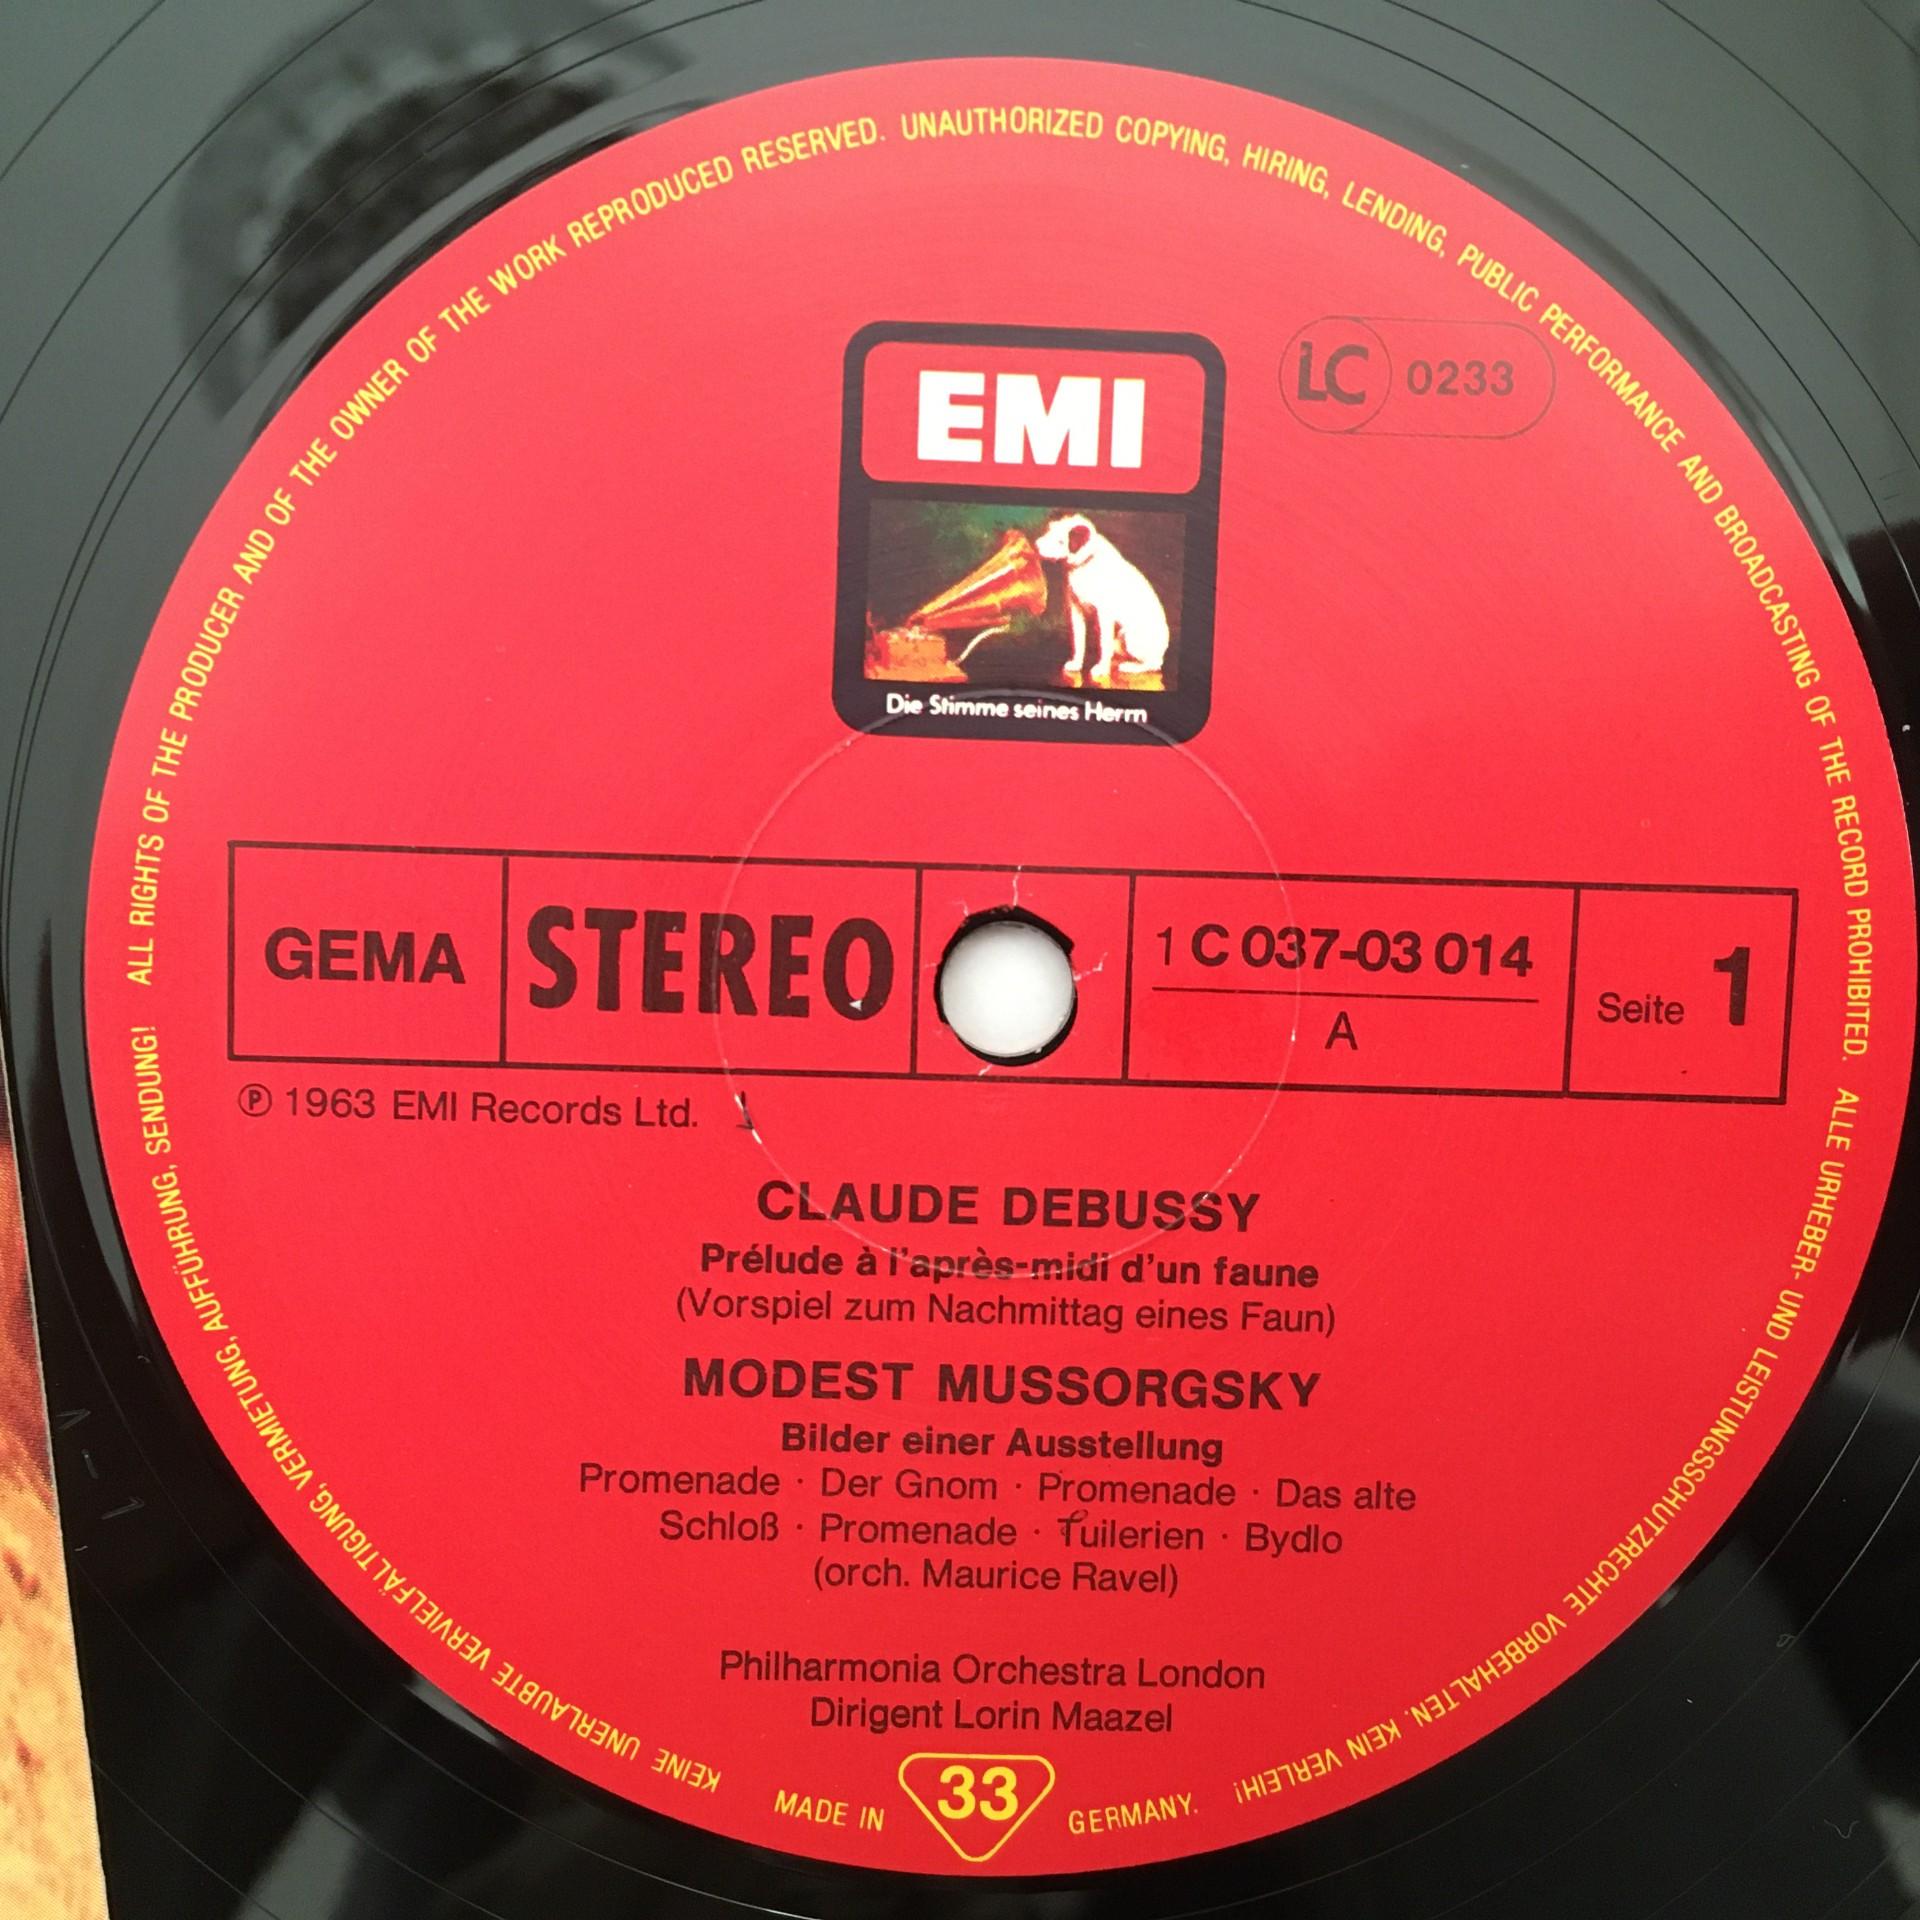 ALL RIGHTS OF THE PRODUCER AND OF THE OWNER OF THE WORK REPRODUCED RESERVED. UNAUTHORIZED COPYING, HIRING, LENDING, PUBLIC PERFORMANCE AND BROADCASTING OF THE RECORD PROHIBITED.
EMI
LC 0233
Die Stimme seines Herrn
GEMA
STEREO
1 C 037-03 014
A
Seite 1
℗ 1963 EMI Records Ltd.
CLAUDE DEBUSSY
Prélude à l'après-midi d'un faune
(Vorspiel zum Nachmittag eines Faun)
MODEST MUSSORGSKY
Bilder einer Ausstellung
Promenade · Der Gnom · Promenade · Das alte
Schloß · Promenade · Tuilerien · Bydlo
(orch. Maurice Ravel)
Philharmonia Orchestra London
Dirigent Lorin Maazel
MADE IN 33 GERMANY.
ALLE URHEBER- UND LEISTUNGSSCHUTZRECHTE VORBEHALTEN. KEIN VERLEIH! KEINE UNERLAUBTE VERVIELFÄLTIGUNG, VERMIETUNG, AUFFÜHRUNG, SENDUNG!